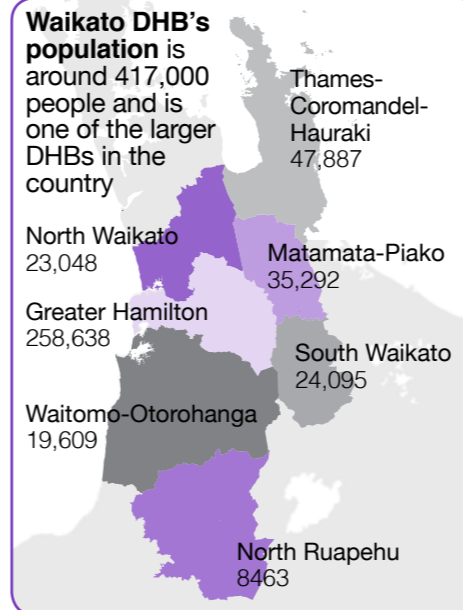 Waikato DHB's
population is
around 417,000
people and is
one of the larger
DHBs in the
country
Thames-
Coromandel-
Hauraki
47,887
North Waikato
23,048
Matamata-Piako
35,292
Greater Hamilton
258,638
South Waikato
24,095
Waitomo-Otorohanga
19,609
North Ruapehu
8463